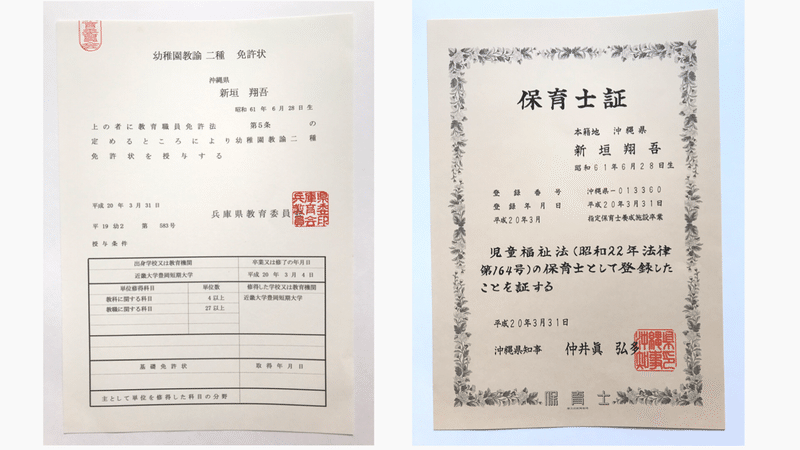 幼稚園教諭 二種 免許状
沖縄県
新垣 翔吾
昭和 61 年 6 月 28 日 生
上の者に教育職員免許法 第5条 の
定めるところにより幼稚園教諭二種
免許状を授与する
平成 20 年 3 月 31 日
兵庫県教育委員
平 19 幼2 第 583号
授与条件
出身学校又は教育機関 卒業又は修了の年月日
近畿大学豊岡短期大学 平成 20 年 3 月 4 日
単位修得科目 単位数 修得した学校又は教育機関
教科に関する科目 4 以上 近畿大学豊岡短期大学
教職に関する科目 27 以上
基礎免許状 取得年月日
主として単位を修得した科目の分野
保育士証
本籍地 沖縄県
新垣翔吾
昭和61年6月28日生
登録番号 沖縄県-013360
登録年月日 平成20年3月31日
平成20年3月 指定保育士養成施設卒業
児童福祉法(昭和22年法律
第164号)の保育士として登録した
ことを証する
平成20年3月31日
沖縄県知事 仲井眞 弘多
保育士